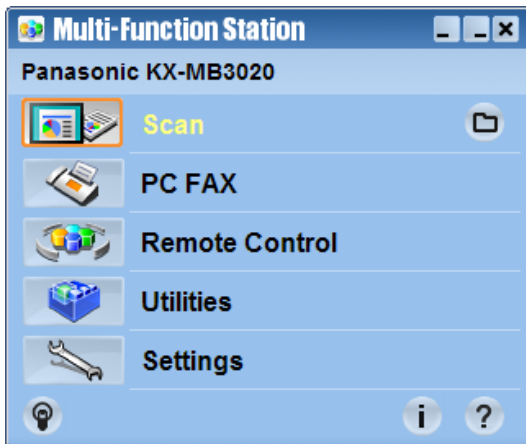 Multi-Function Station
Panasonic KX-MB3020
Scan
PC FAX
Remote Control
Utilities
Settings
i ?